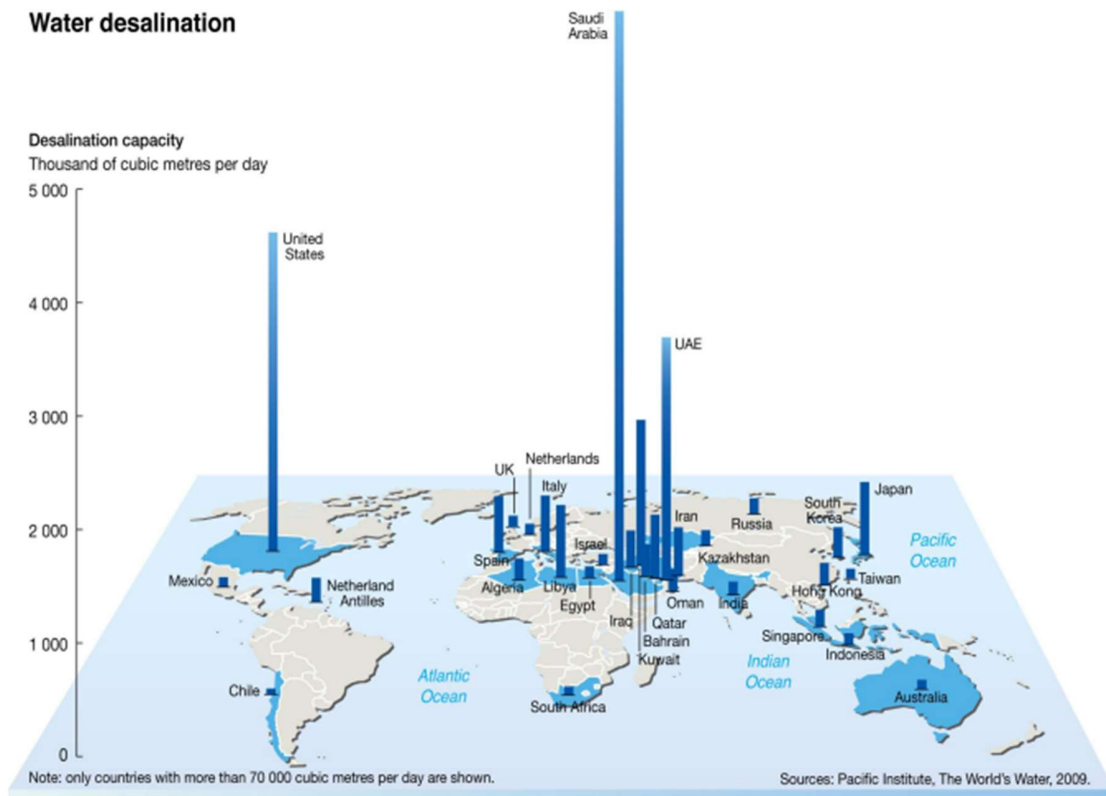 Water desalination
Saudi
Arabia
Desalination capacity
Thousand of cubic metres per day
5 000
4 000
3 000
2 000
1 000
0
United
States
UAE
UK
Netherlands
Italy
Japan
South
Korea
Russia
Iran
Kazakhstan
Israel
Spain
Algeria
Libya
Egypt
Iraq
Kuwait
Bahrain
Qatar
Oman
India
Hong Kong
Taiwan
Singapore
Indonesia
Mexico
Netherland
Antilles
Chile
South Africa
Australia
Pacific
Ocean
Atlantic
Ocean
Indian
Ocean
Note: only countries with more than 70 000 cubic metres per day are shown.
Sources: Pacific Institute, The World's Water, 2009.